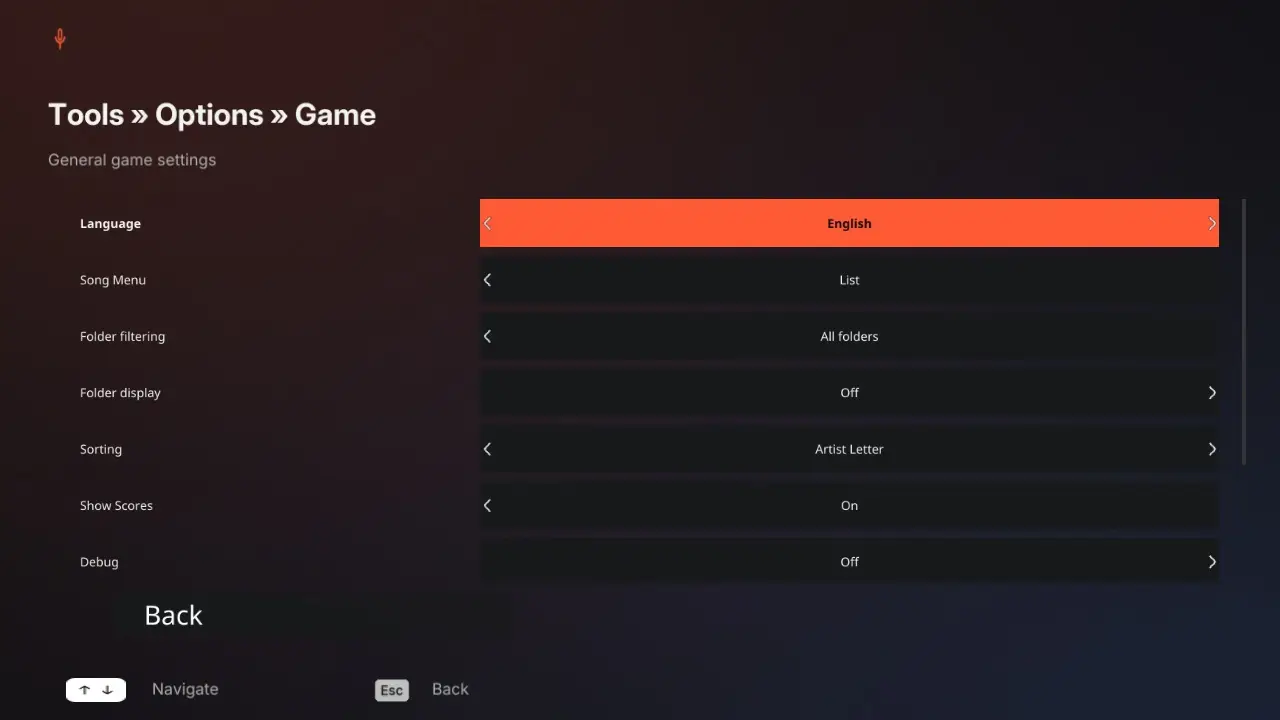 Tools » Options » Game
General game settings
Language English
Song Menu List
Folder filtering All folders
Folder display Off
Sorting Artist Letter
Show Scores On
Debug Off
Back
Navigate Esc Back